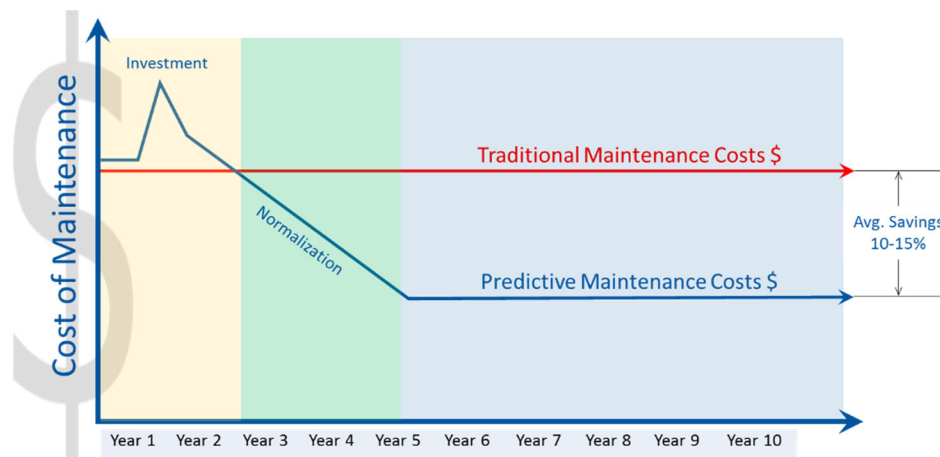 Investment
Cost of Maintenance
Traditional Maintenance Costs $
Avg. Savings
10-15%
Normalization
Predictive Maintenance Costs $
Year 1 Year 2 Year 3 Year 4 Year 5 Year 6 Year 7 Year 8 Year 9 Year 10
$